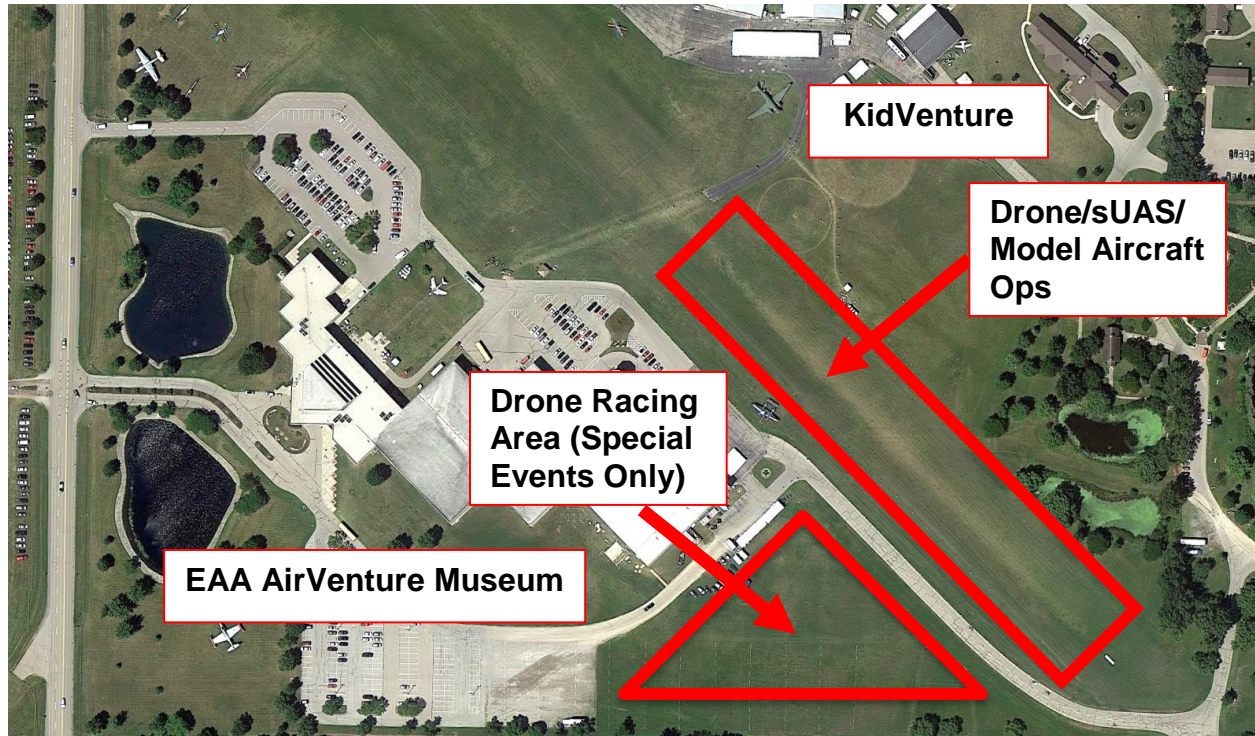 KidVenture
Drone/sUAS/
Model Aircraft
Ops
Drone Racing
Area (Special
Events Only)
EAA AirVenture Museum